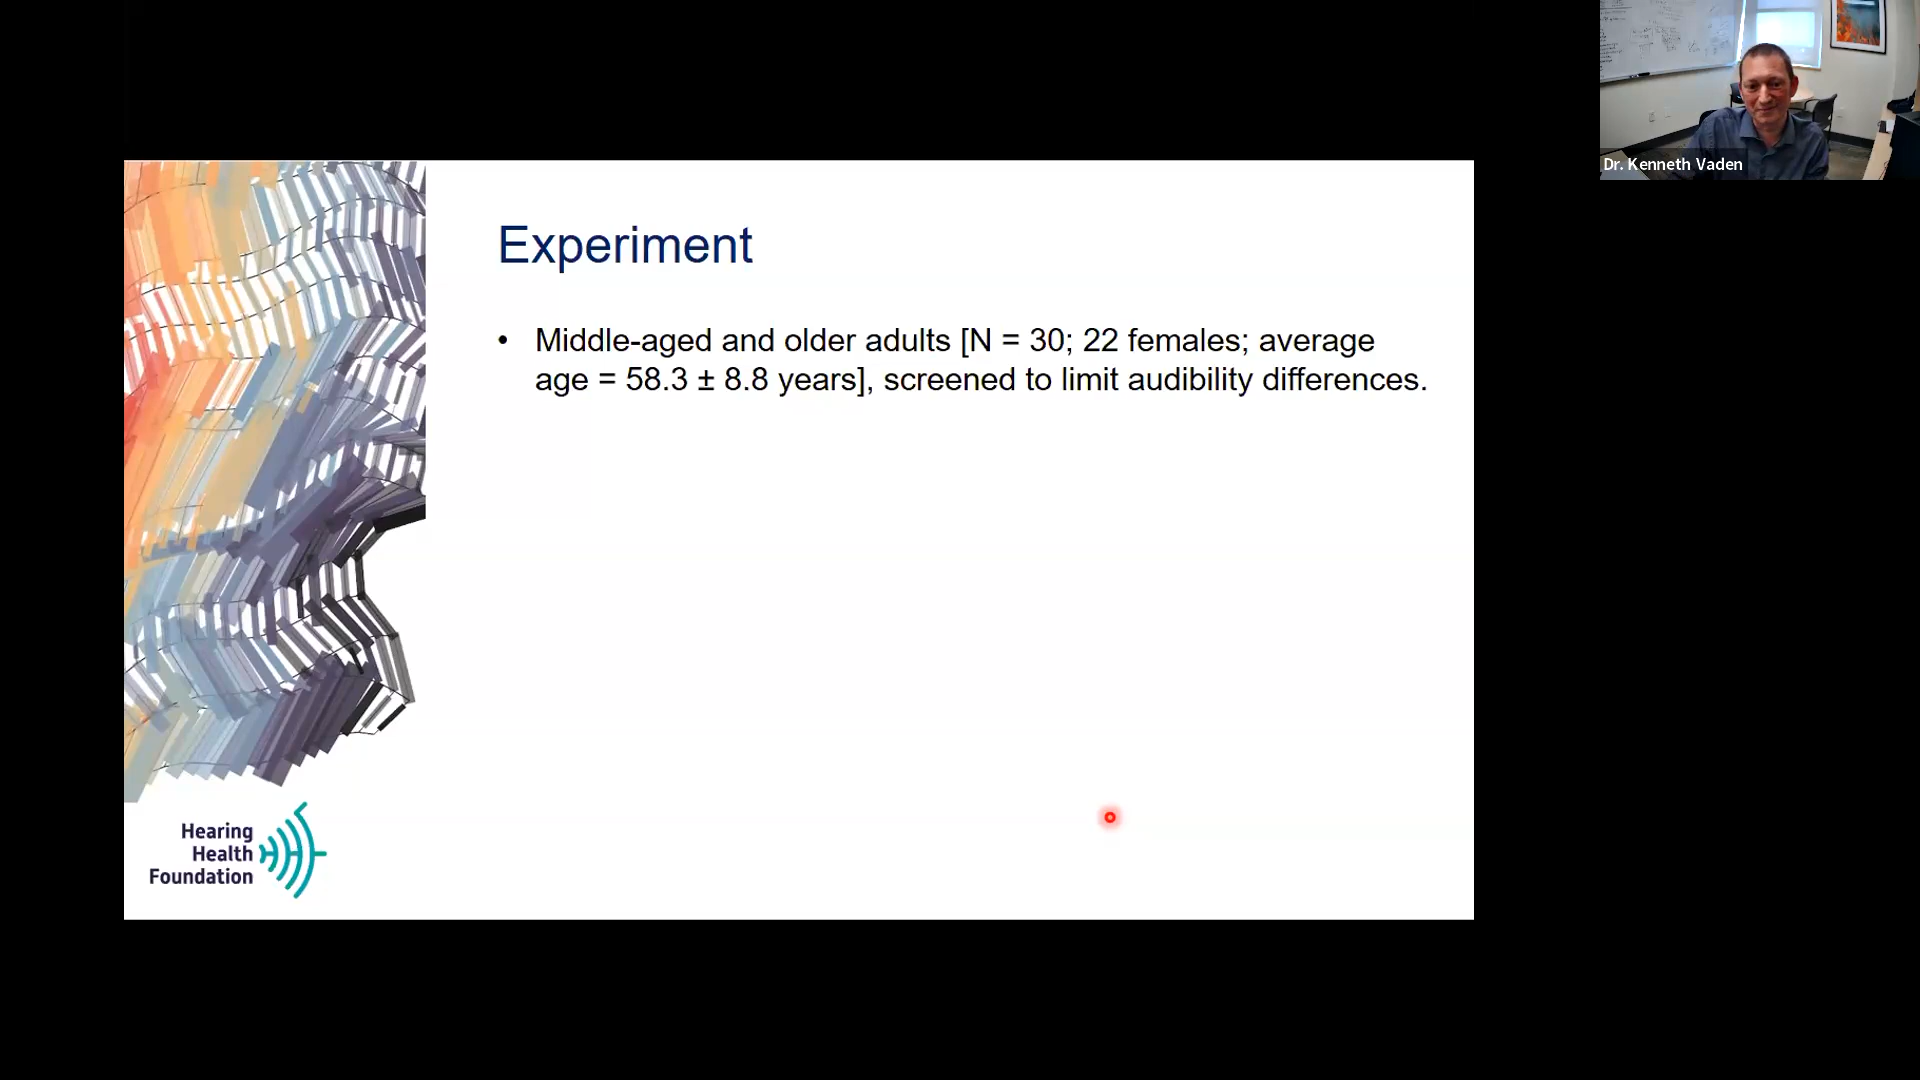 Experiment
• Middle-aged and older adults [N = 30; 22 females; average
age = 58.3 ± 8.8 years], screened to limit audibility differences.
Hearing
Health
Foundation
Dr. Kenneth Vaden